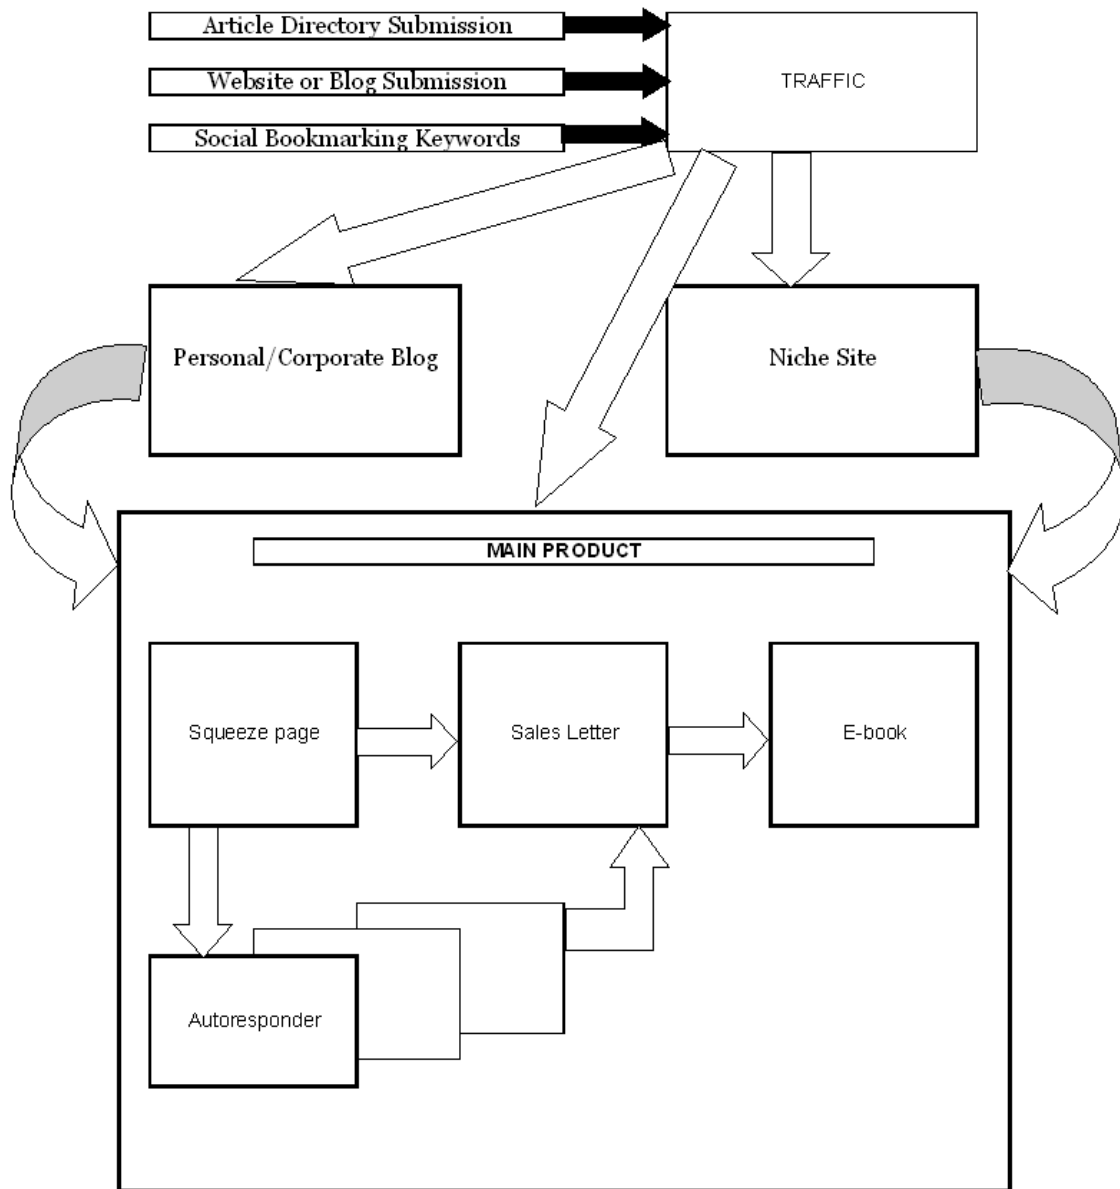 Article Directory Submission
Website or Blog Submission
TRAFFIC
Social Bookmarking Keywords
Personal/Corporate Blog
Niche Site
MAIN PRODUCT
Squeeze page
Sales Letter
E-book
Autoresponder